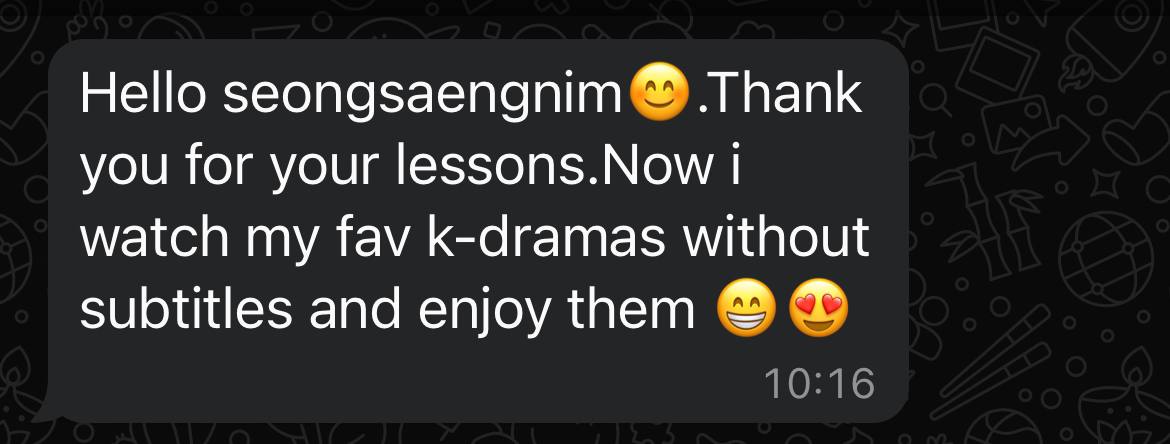 Hello seongsaengnim😊.Thank
you for your lessons.Now i
watch my fav k-dramas without
subtitles and enjoy them 😁😍
10:16